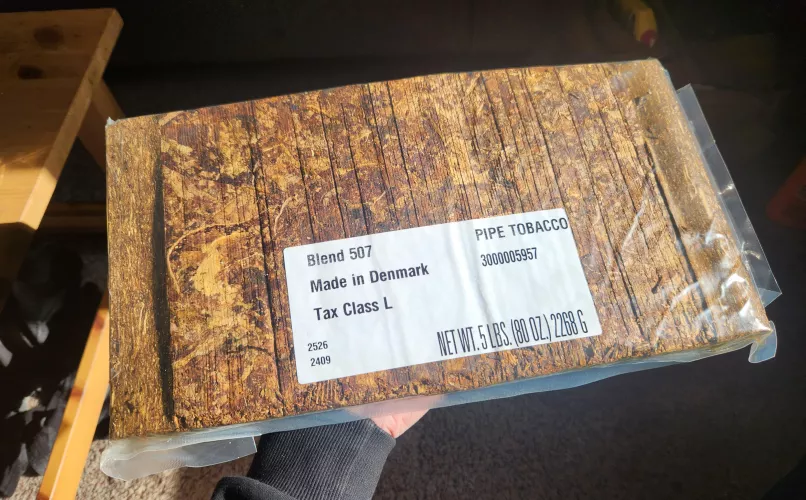 Blend 507
Made in Denmark
Tax Class L
2526
2409
PIPE TOBACCO
3000005957
NET WT. 5 LBS. (80 OZ.) 2268 G